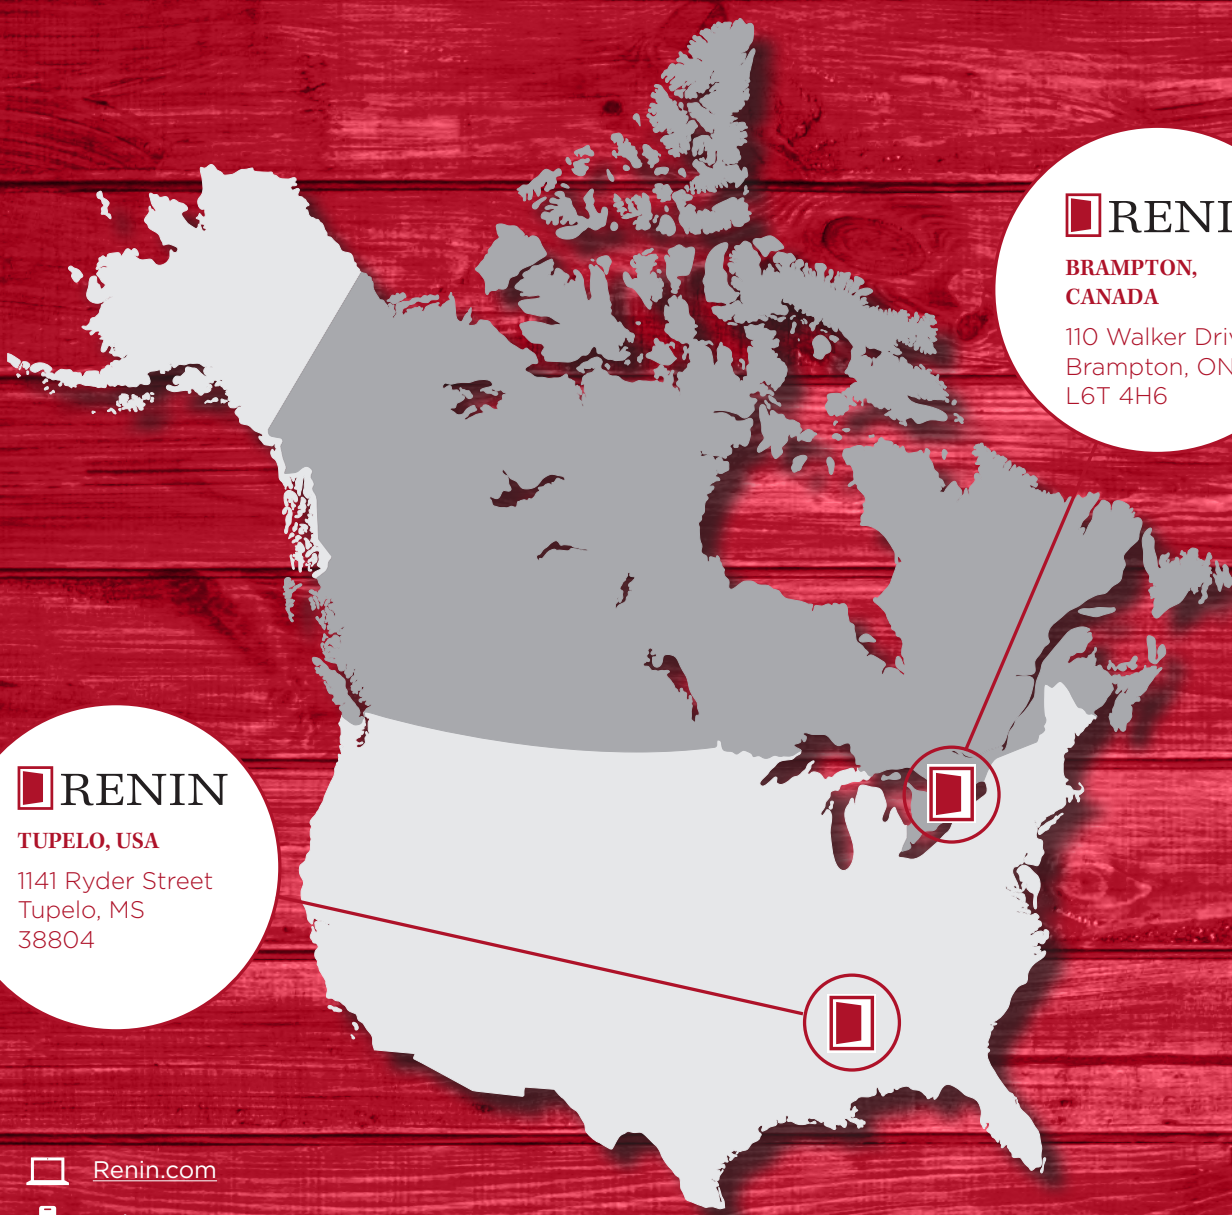 RENI
BRAMPTON,
CANADA
110 Walker Driv
Brampton, ON
L6T 4H6
RENIN
TUPELO, USA
1141 Ryder Street
Tupelo, MS
38804
Renin.com